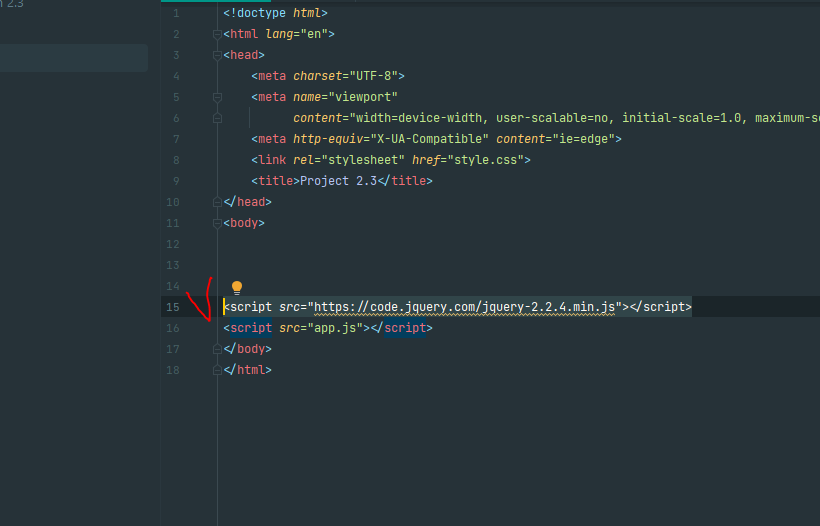 2.3
1 <!doctype html>
2 <html lang="en">
3 <head>
4 <meta charset="UTF-8">
5 <meta name="viewport"
6 content="width=device-width, user-scalable=no, initial-scale=1.0,
7 <meta http-equiv="X-UA-Compatible" content="ie=edge">
8 <link rel="stylesheet" href="style.css">
9 <title>Project 2.3</title>
10 </head>
11 <body>
12
13
14
15 <script src="https://code.jquery.com/jquery-2.2.4.min.js"></script>
16 <script src="app.js"></script>
17 </body>
18 </html>